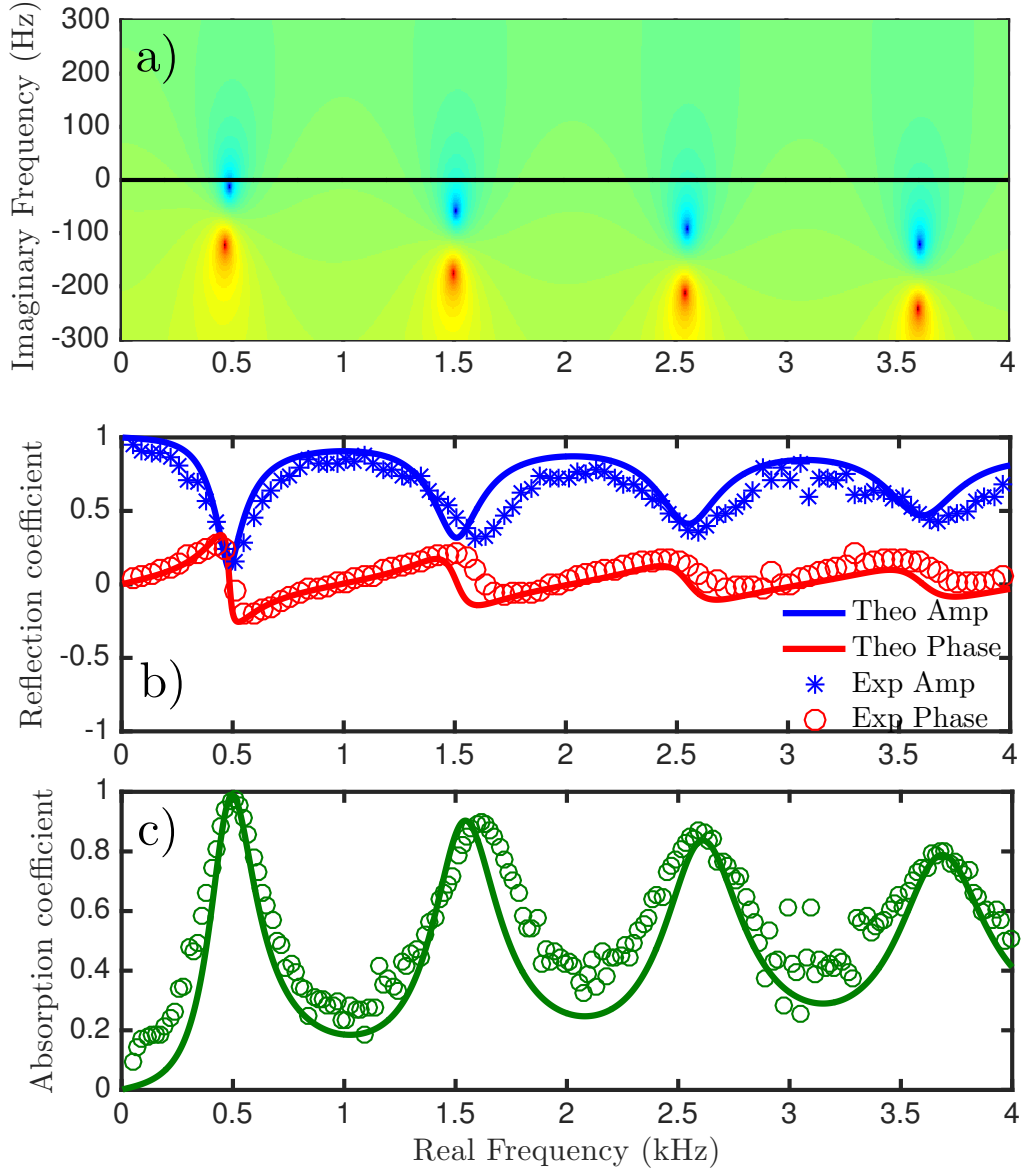 a)
Imaginary Frequency (Hz)
300
200
100
0
-100
-200
-300
0 0.5 1 1.5 2 2.5 3 3.5 4
b)
Reflection coefficient
1
0.5
0
-0.5
-1
Theo Amp
Theo Phase
Exp Amp
Exp Phase
0 0.5 1 1.5 2 2.5 3 3.5 4
c)
Absorption coefficient
1
0.8
0.6
0.4
0.2
0
0 0.5 1 1.5 2 2.5 3 3.5 4
Real Frequency (kHz)